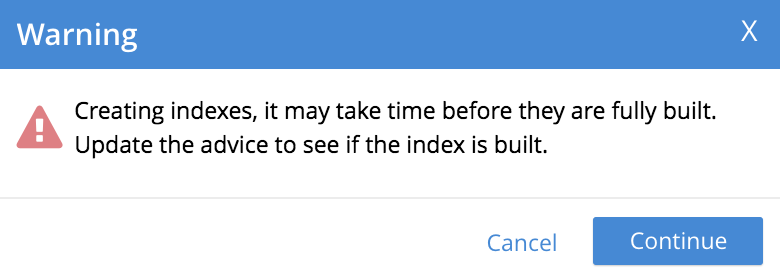 Warning
X
Creating indexes, it may take time before they are fully built.
Update the advice to see if the index is built.
Cancel
Continue